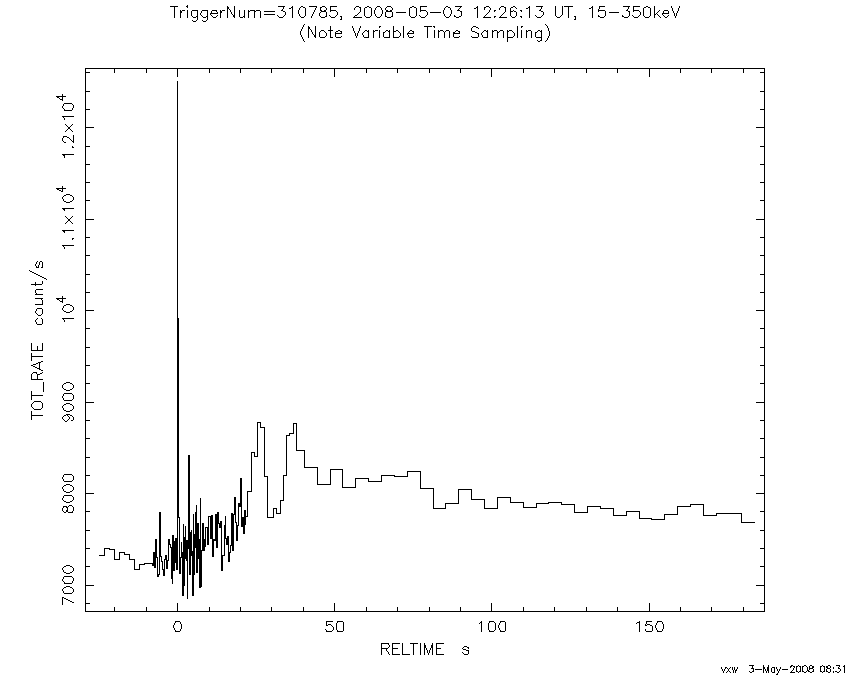 TriggerNum=310785, 2008-05-03 12:26:13 UT, 15-350keV
(Note Variable Time Sampling)
TOT_RATE count/s
1.2×10⁴
1.1×10⁴
10⁴
9000
8000
7000
0 50 100 150
RELTIME s
vxw 3-May-2008 08:31